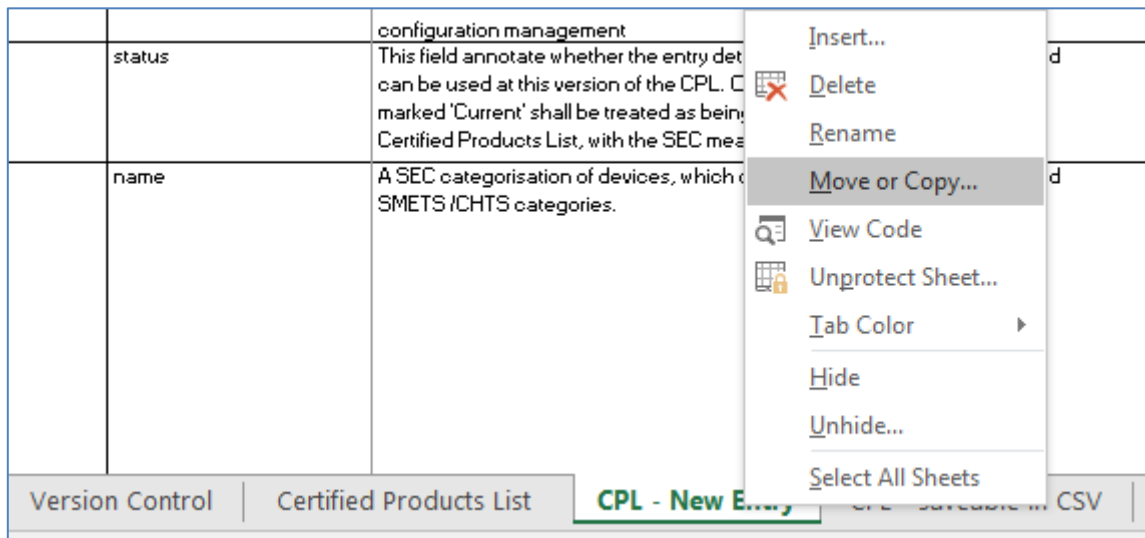 configuration management
status
This field annotate whether the entry det
d
can be used at this version of the CPL. C
marked 'Current' shall be treated as being
Certified Products List, with the SEC mea
name
A SEC categorisation of devices, which
d
SMETS /CHTS categories.
Insert...
Delete
Rename
Move or Copy...
View Code
Unprotect Sheet...
Tab Color
Hide
Unhide...
Select All Sheets
Version Control
Certified Products List
CPL - New Entry
CSV